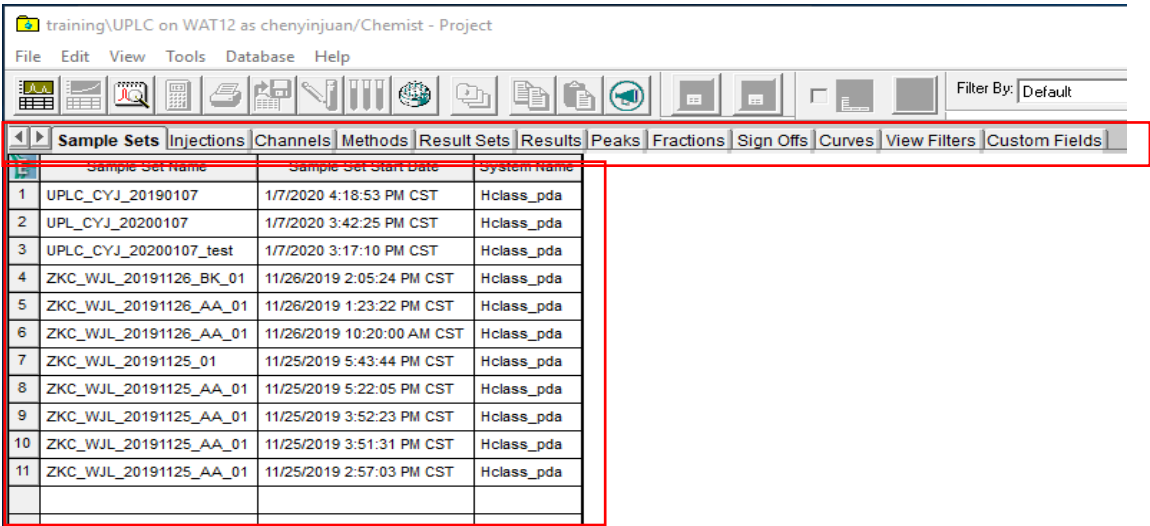 training\UPLC on WAT12 as chenyinjuan/Chemist - Project
File Edit View Tools Database Help
Filter By: Default
Sample Sets Injections Channels Methods Result Sets Results Peaks Fractions Sign Offs Curves View Filters Custom Fields
Sample Set Name Sample Set Start Date System Name
1 UPLC_CYJ_20190107 1/7/2020 4:18:53 PM CST Hclass_pda
2 UPL_CYJ_20200107 1/7/2020 3:42:25 PM CST Hclass_pda
3 UPLC_CYJ_20200107_test 1/7/2020 3:17:10 PM CST Hclass_pda
4 ZKC_WJL_20191126_BK_01 11/26/2019 2:05:24 PM CST Hclass_pda
5 ZKC_WJL_20191126_AA_01 11/26/2019 1:23:22 PM CST Hclass_pda
6 ZKC_WJL_20191126_AA_01 11/26/2019 10:20:00 AM CST Hclass_pda
7 ZKC_WJL_20191125_01 11/25/2019 5:43:44 PM CST Hclass_pda
8 ZKC_WJL_20191125_AA_01 11/25/2019 5:22:05 PM CST Hclass_pda
9 ZKC_WJL_20191125_AA_01 11/25/2019 3:52:23 PM CST Hclass_pda
10 ZKC_WJL_20191125_AA_01 11/25/2019 3:51:31 PM CST Hclass_pda
11 ZKC_WJL_20191125_AA_01 11/25/2019 2:57:03 PM CST Hclass_pda